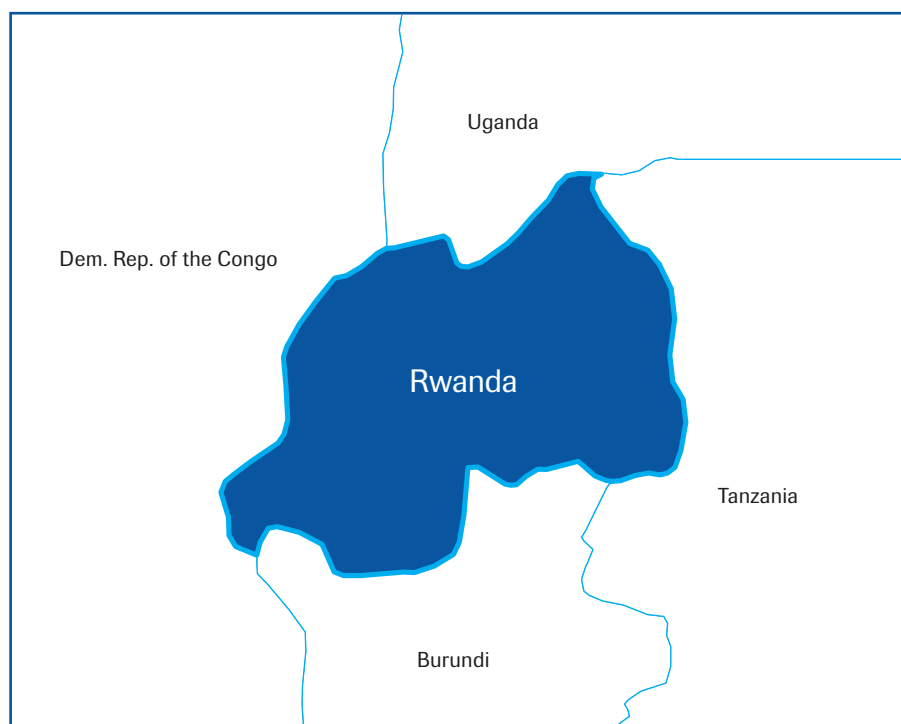 Uganda
Dem. Rep. of the Congo
Rwanda
Tanzania
Burundi